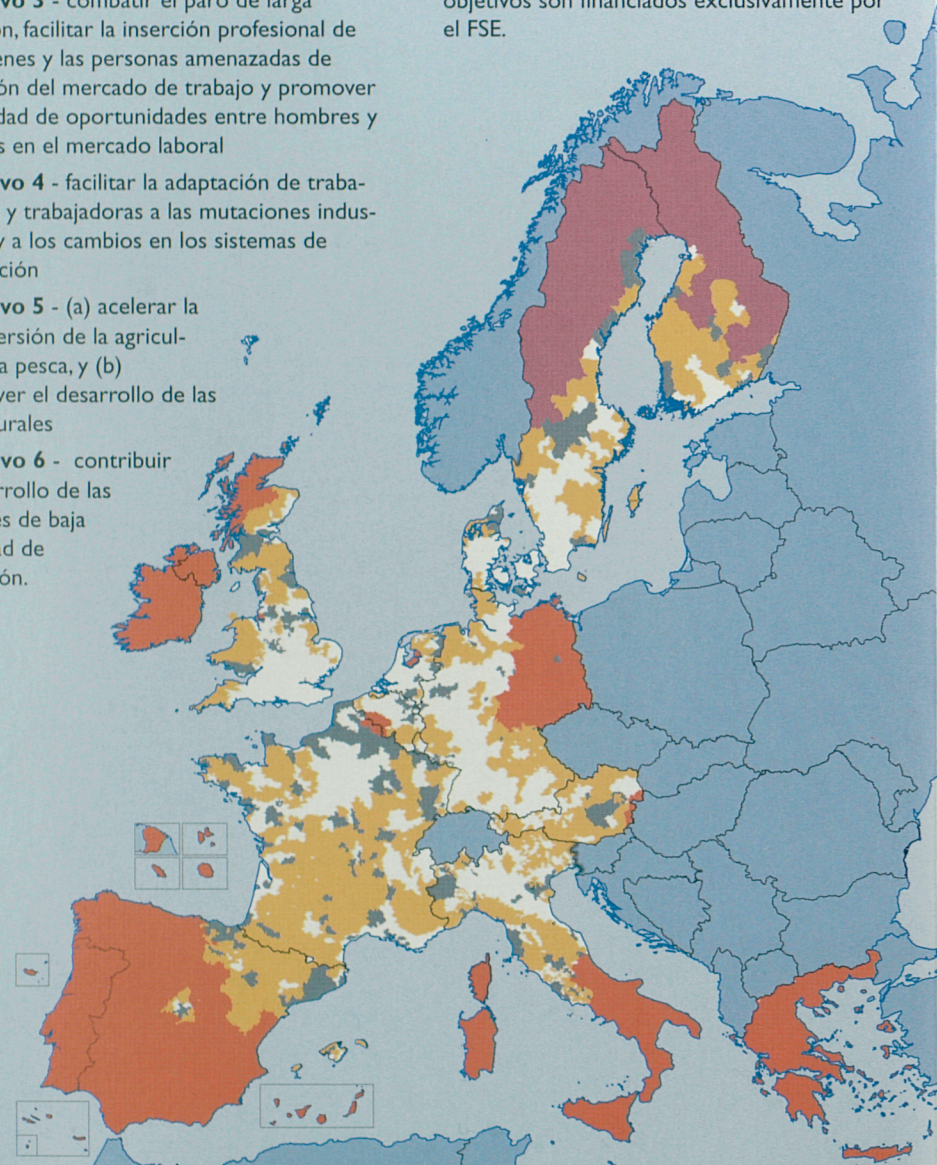 vo 3 - combatir el paro de larga
n, facilitar la inserción profesional de
enes y las personas amenazadas de
ón del mercado de trabajo y promover
dad de oportunidades entre hombres y
s en el mercado laboral
vo 4 - facilitar la adaptación de traba-
y trabajadoras a las mutaciones indus-
y a los cambios en los sistemas de
ción
vo 5 - (a) acelerar la
ersión de la agricul-
a pesca, y (b)
ver el desarrollo de las
urales
vo 6 - contribuir
rrollo de las
es de baja
ad de
ón.
objetivos son financiados exclusivamente por
el FSE.